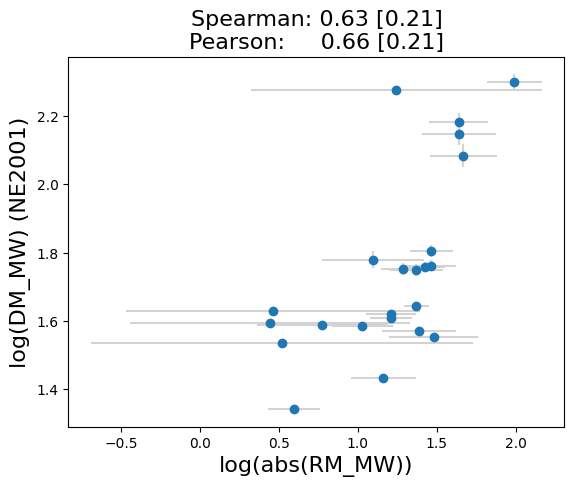 Spearman: 0.63 [0.21]
Pearson: 0.66 [0.21]
log(DM_MW) (NE2001)
2.2
2.0
1.8
1.6
1.4
−0.5 0.0 0.5 1.0 1.5 2.0
log(abs(RM_MW))